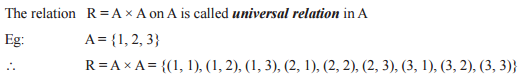 The relation R = A × A on A is called universal relation in A
Eg: A = {1, 2, 3}
∴ R = A × A = {(1, 1), (1, 2), (1, 3), (2, 1), (2, 2), (2, 3), (3, 1), (3, 2), (3, 3)}